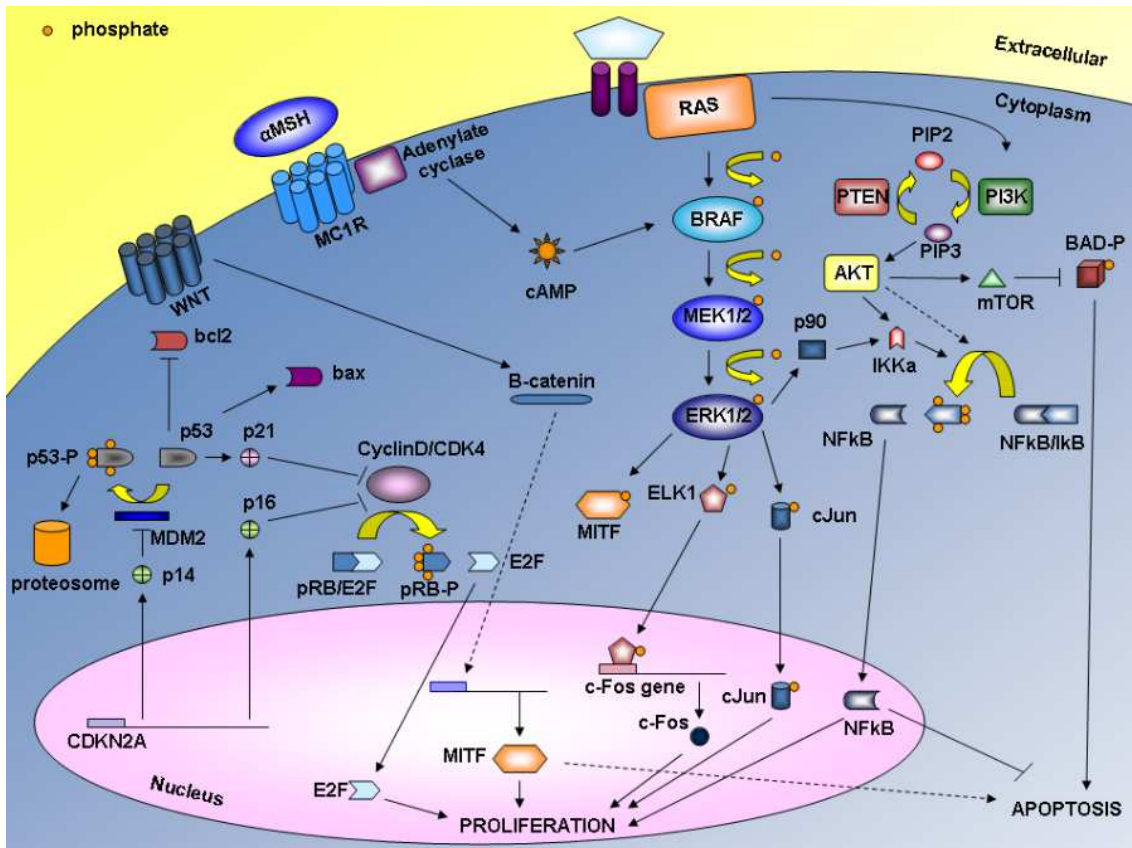 phosphate
Extracellular
Cytoplasm
RAS
αMSH
Adenylate
cyclase
MC1R
WNT
PIP2
PTEN
PI3K
PIP3
BRAF
cAMP
AKT
mTOR
BAD-P
MEK1/2
p90
IKKa
bcl2
bax
B-catenin
ERK1/2
NFkB
NFkB/IkB
p53-P
p53
p21
CyclinD/CDK4
p16
MDM2
p14
proteosome
MITF
ELK1
cJun
pRB/E2F
pRB-P
E2F
CDKN2A
c-Fos gene
c-Fos
cJun
NFkB
MITF
Nucleus
E2F
PROLIFERATION
APOPTOSIS